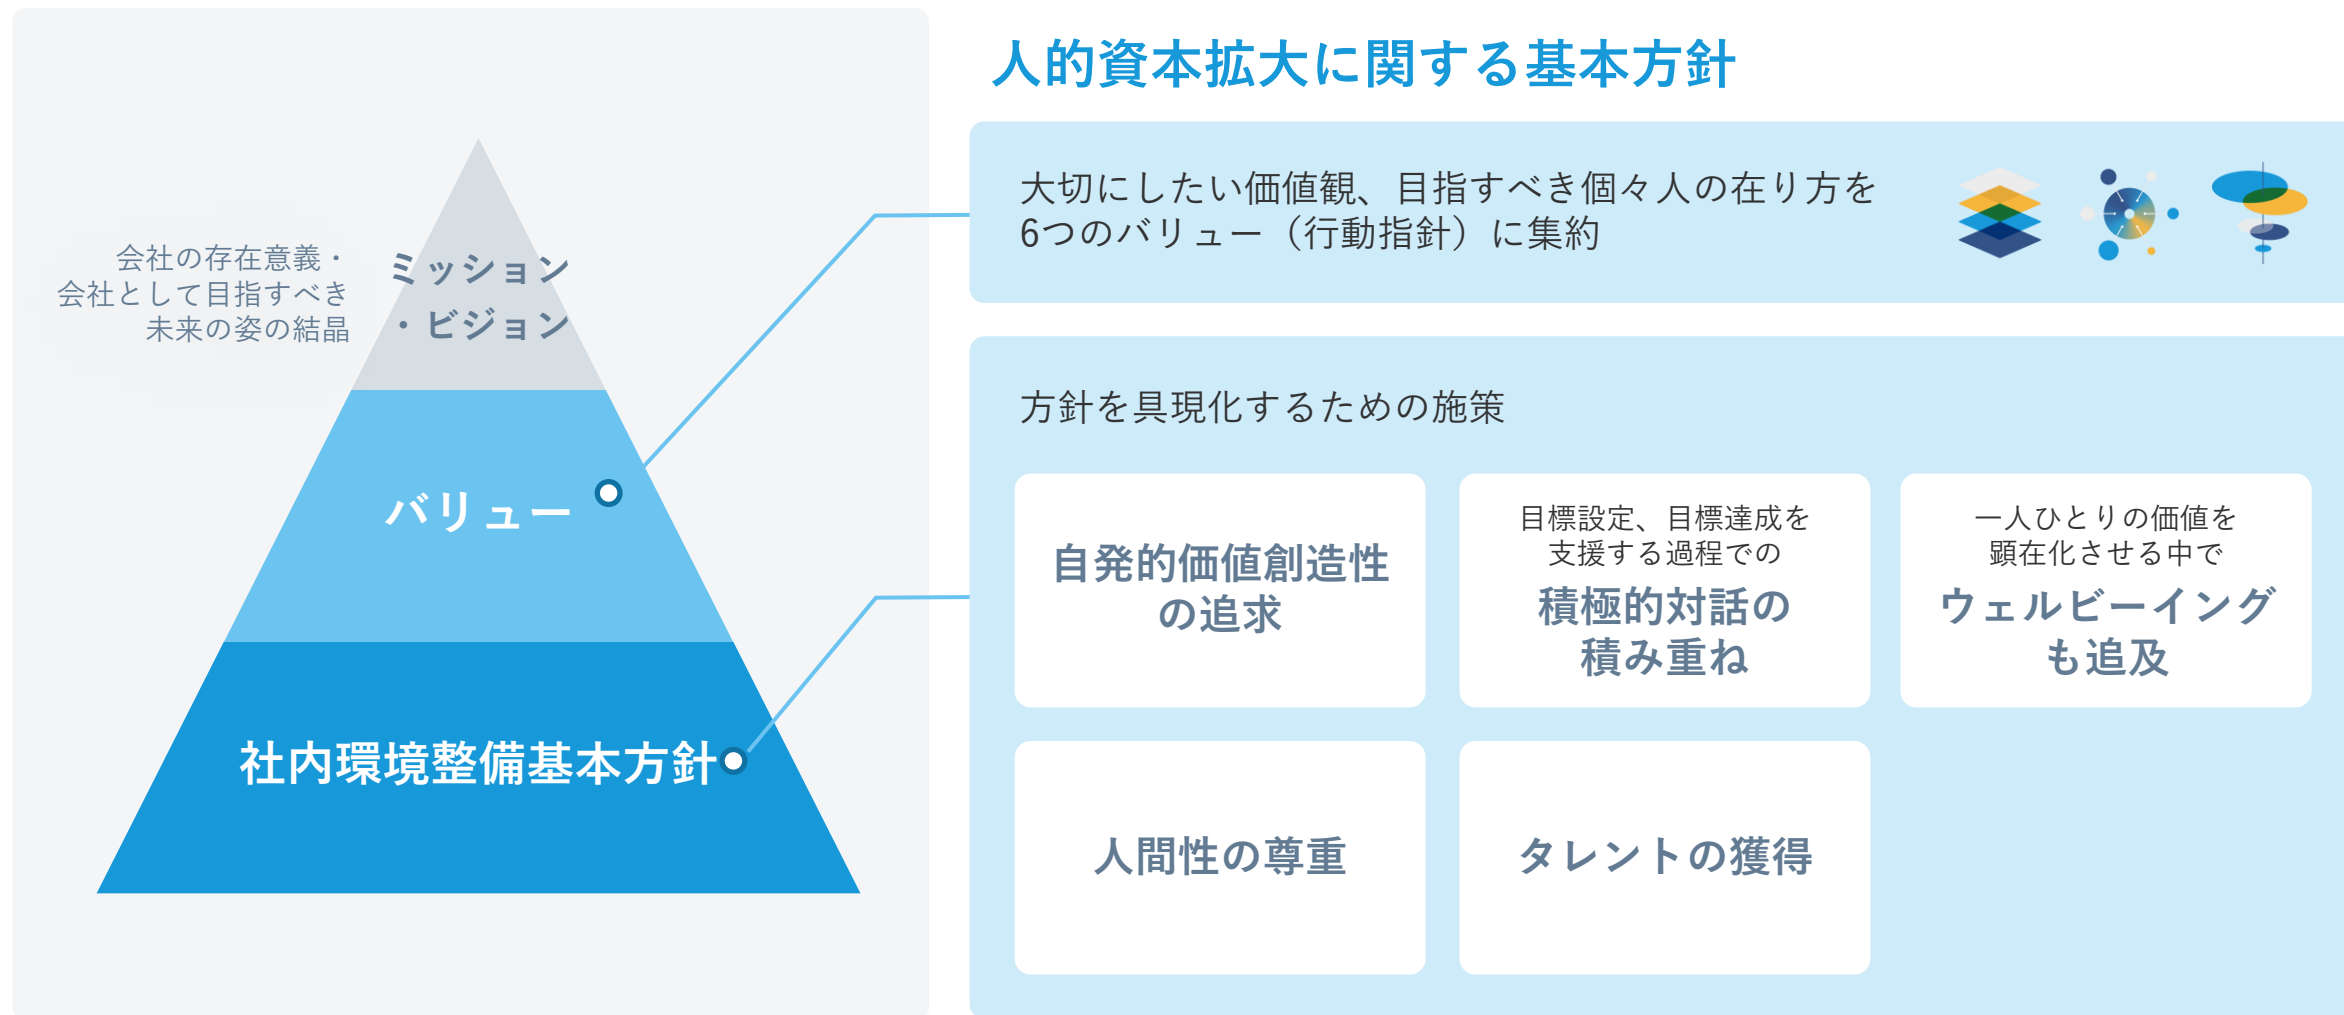 人的資本拡大に関する基本方針
会社の存在意義・
会社として目指すべき
未来の姿の結晶
ミッション
・ビジョン
バリュー
社内環境整備基本方針
大切にしたい価値観、目指すべき個々人の在り方を
6つのバリュー（行動指針）に集約
方針を具現化するための施策
自発的価値創造性
の追求
目標設定、目標達成を
支援する過程での
積極的対話の
積み重ね
一人ひとりの価値を
顕在化させる中で
ウェルビーイング
も追及
人間性の尊重
タレントの獲得